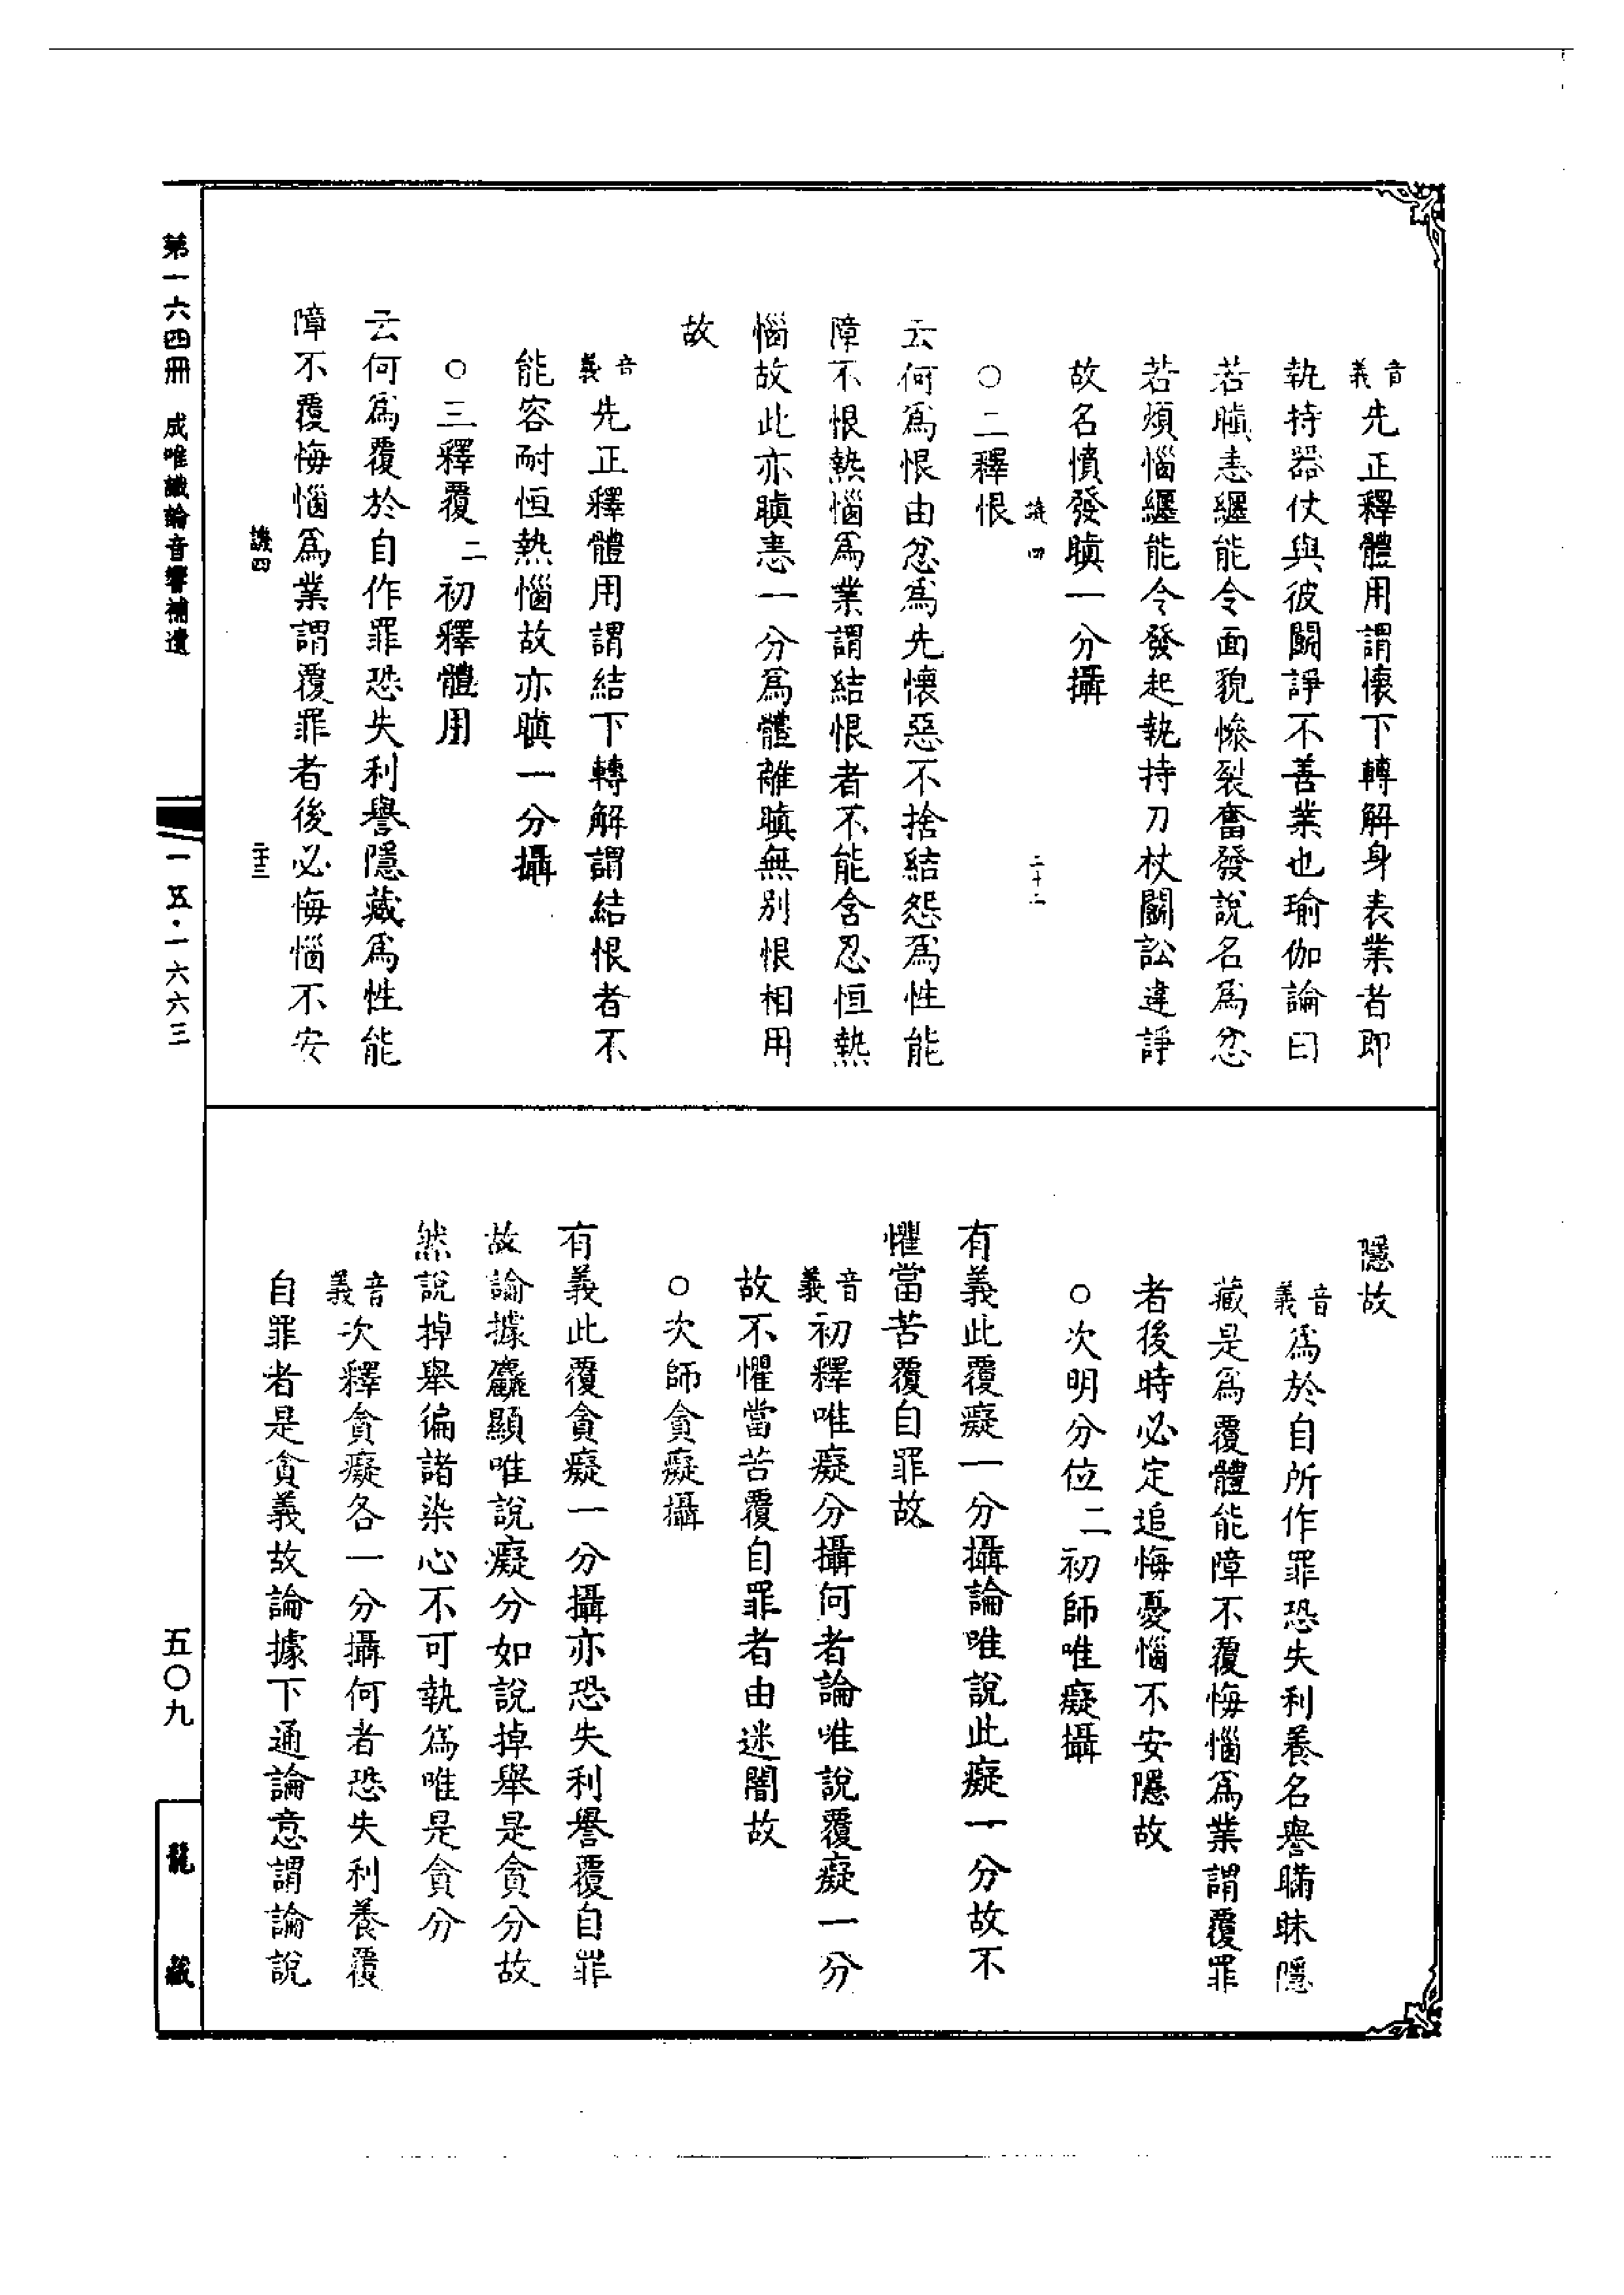 音義先正釋體用謂懷下轉解身表業者即
執持器仗與彼鬭諍不善業也瑜伽論曰
若瞋恚纏能令面貌慘裂奮發說名爲忿
若煩惱纏能令發起執持刀杖鬭訟違諍
故名憤發瞋一分攝
譏四 二十二
○二釋恨
云何爲恨由忿爲先懷惡不捨結怨爲性能
障不恨熱惱爲業謂結恨者不能含忍恒熱
惱故此亦瞋恚一分爲體離瞋無別恨相用
故
音義先正釋體用謂結下轉解謂結恨者不
能容耐恒熱惱故亦瞋一分攝
○三釋覆二初釋體用
云何爲覆於自作罪恐失利譽隱藏爲性能
障不覆悔惱爲業謂覆罪者後必悔惱不安
譏四 二十三
隱故
音義爲於自所作罪恐失利養名譽瞞昧隱
藏是爲覆體能障不覆悔惱爲業謂覆罪
者後時必定追悔憂惱不安隱故
○次明分位二初師唯癡攝
有義此覆癡一分攝論唯說此癡一分故不
懼當苦覆自罪故
音義初釋唯癡分攝何者論唯說覆癡一分
故不懼當苦覆自罪者由迷闇故
○次師貪癡攝
有義此覆貪癡一分攝亦恐失利譽覆自罪
故論據麤顯唯說癡分如說掉舉是貪分故
然說掉舉徧諸染心不可執爲唯是貪分
音義次釋貪癡各一分攝何者恐失利養覆
自罪者是貪義故論據下通論意謂論說
第一六四冊 成唯識論音響補遺
一五·一六六三
五〇九
龍藏